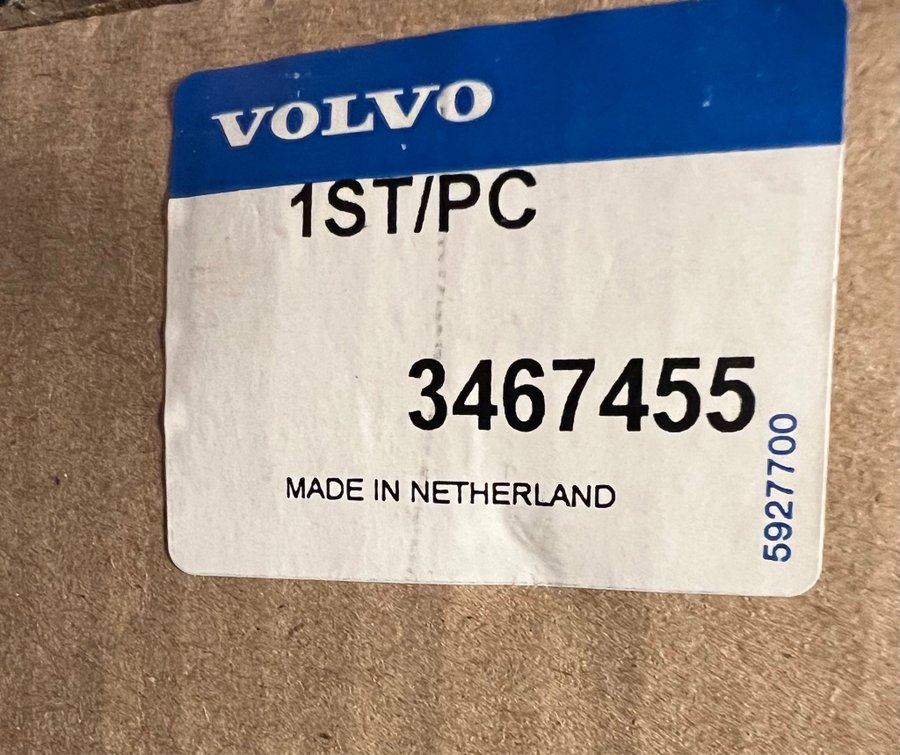 VOLVO
1ST/PC
3467455
MADE IN NETHERLAND
5927700